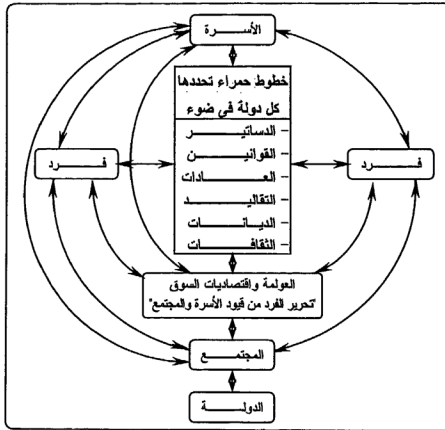 الأسرة
خطوط حمراء تحددها
كل دولة في ضوء
– الدساتير
– القوانين
– العادات
– التقاليد
– الديانات
– الثقافات
فرد
فرد
العولمة واقتصاديات السوق
"تحرير الفرد من قيود الأسرة والمجتمع"
المجتمع
الدولة